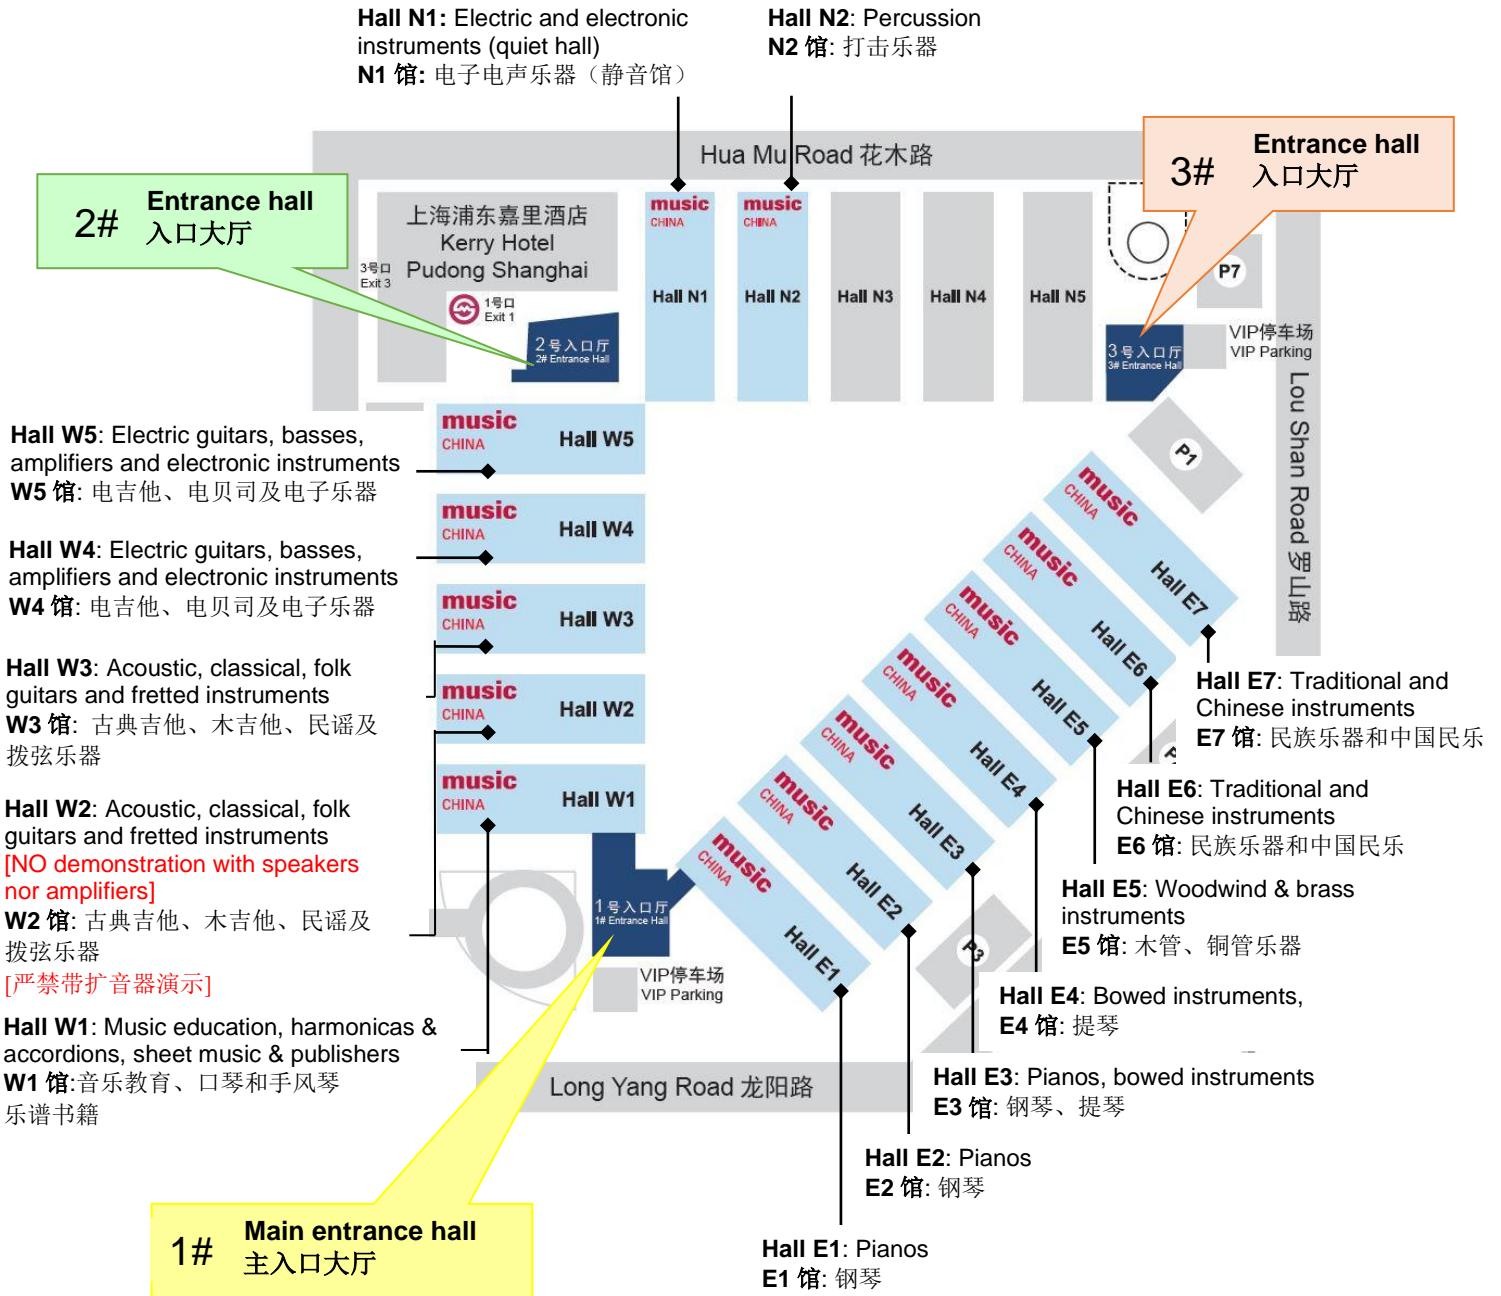 Hall N1: Electric and electronic
instruments (quiet hall)
N1 馆: 电子电声乐器（静音馆）
Hall N2: Percussion
N2 馆: 打击乐器
Hua Mu Road 花木路
2#
Entrance hall
入口大厅
3#
Entrance hall
入口大厅
上海浦东嘉里酒店
Kerry Hotel
Pudong Shanghai
3号口
Exit 3
1号口
Exit 1
2号入口厅
2# Entrance Hall
music
CHINA
Hall N1
music
CHINA
Hall N2
Hall N3
Hall N4
Hall N5
P7
3号入口厅
3# Entrance Hall
VIP停车场
VIP Parking
Lou Shan Road 罗山路
P1
Hall W5: Electric guitars, basses,
amplifiers and electronic instruments
W5 馆: 电吉他、电贝司及电子乐器
music
CHINA
Hall W5
Hall W4: Electric guitars, basses,
amplifiers and electronic instruments
W4 馆: 电吉他、电贝司及电子乐器
music
CHINA
Hall W4
Hall W3: Acoustic, classical, folk
guitars and fretted instruments
W3 馆: 古典吉他、木吉他、民谣及
拨弦乐器
music
CHINA
Hall W3
Hall W2: Acoustic, classical, folk
guitars and fretted instruments
[NO demonstration with speakers
nor amplifiers]
W2 馆: 古典吉他、木吉他、民谣及
拨弦乐器
[严禁带扩音器演示]
music
CHINA
Hall W2
Hall W1: Music education, harmonicas &
accordions, sheet music & publishers
W1 馆:音乐教育、口琴和手风琴
乐谱书籍
music
CHINA
Hall W1
1号入口厅
1# Entrance Hall
VIP停车场
VIP Parking
music
CHINA
Hall E7
music
CHINA
Hall E6
music
CHINA
Hall E5
music
CHINA
Hall E4
music
CHINA
Hall E3
music
CHINA
Hall E2
music
CHINA
Hall E1
Hall E7: Traditional and
Chinese instruments
E7 馆: 民族乐器和中国民乐
Hall E6: Traditional and
Chinese instruments
E6 馆: 民族乐器和中国民乐
Hall E5: Woodwind & brass
instruments
E5 馆: 木管、铜管乐器
P3
Hall E4: Bowed instruments,
E4 馆: 提琴
Hall E3: Pianos, bowed instruments
E3 馆: 钢琴、提琴
Long Yang Road 龙阳路
Hall E2: Pianos
E2 馆: 钢琴
Hall E1: Pianos
E1 馆: 钢琴
1#
Main entrance hall
主入口大厅